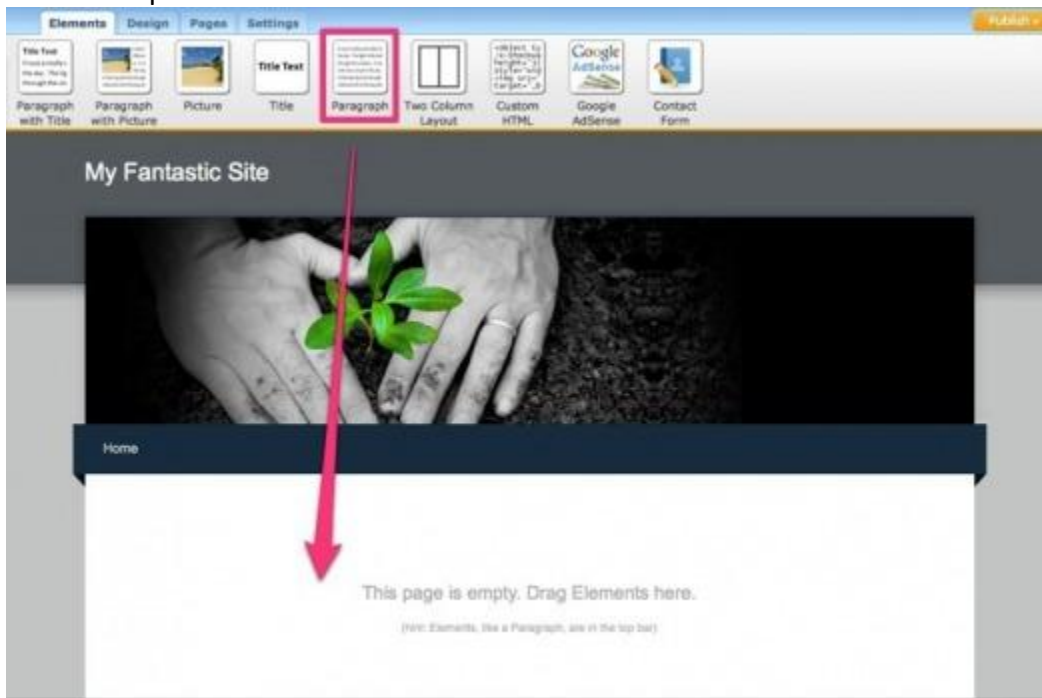 Elements Design Pages Settings
Publish
Title Text
Title Text
Google
AdSense
Paragraph with Title
Paragraph with Picture
Picture
Title
Paragraph
Two Column Layout
Custom HTML
Google AdSense
Contact Form
My Fantastic Site
Home
This page is empty. Drag Elements here.
(hint: Elements, like a Paragraph, are in the top bar)